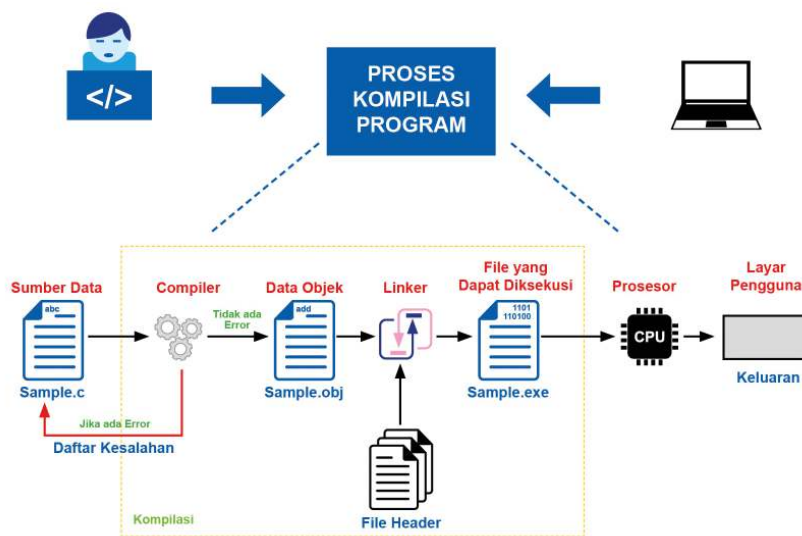 </>
PROSES
KOMPILASI
PROGRAM
Sumber Data
abc
Sample.c
Compiler
Tidak ada
Error
Data Objek
add
Sample.obj
Linker
File yang
Dapat Diksekusi
1101
110100
Sample.exe
Prosesor
CPU
Layar
Pengguna
Keluaran
Jika ada Error
Daftar Kesalahan
File Header
Kompilasi